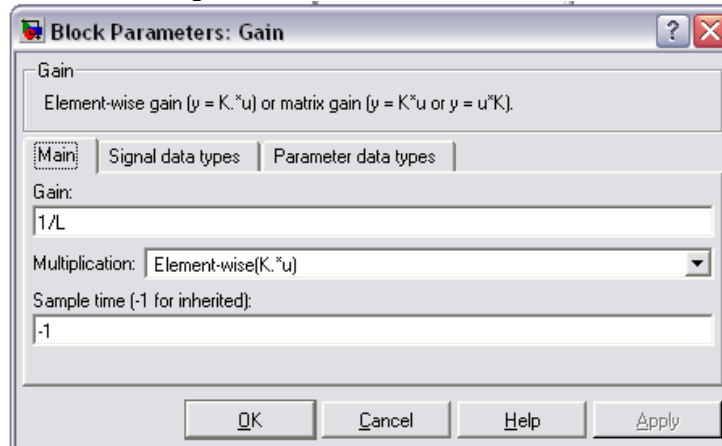 Block Parameters: Gain
Gain
Element-wise gain (y = K.*u) or matrix gain (y = K*u or y = u*K).
Main Signal data types Parameter data types
Gain:
1/L
Multiplication: Element-wise(K.*u)
Sample time (-1 for inherited):
-1
OK Cancel Help Apply